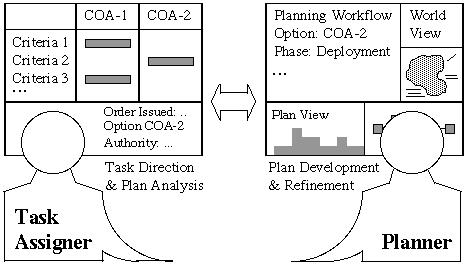 COA-1 COA-2
Criteria 1
Criteria 2
Criteria 3
...
Order Issued: ..
Option COA-2
Authority: ...
Task Direction
& Plan Analysis
Task
Assigner
Planning Workflow
Option: COA-2
Phase: Deployment
...
World
View
Plan View
Plan Development
& Refinement
Planner